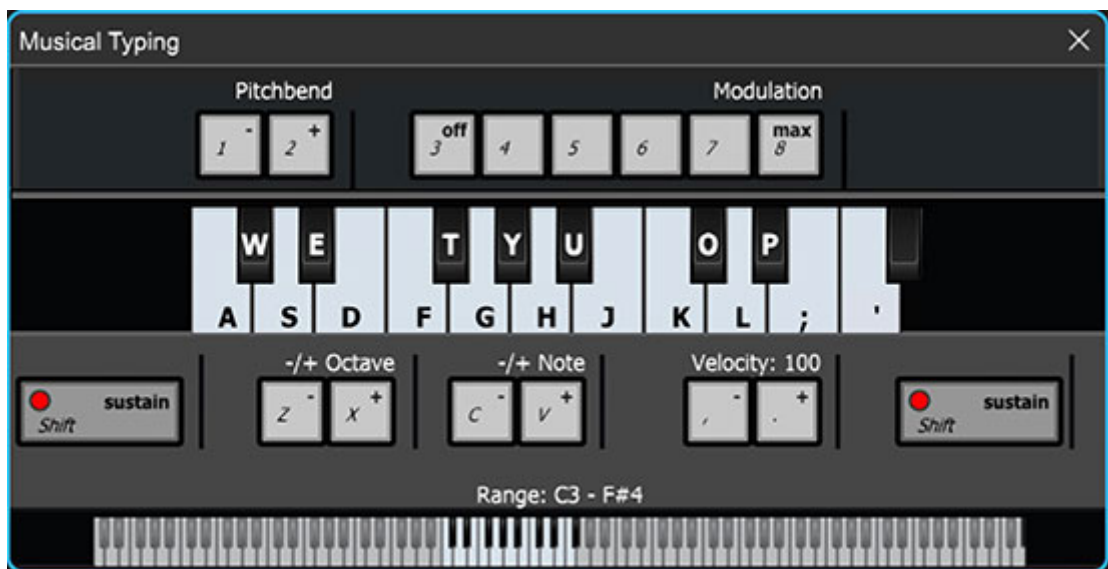 Musical Typing
Pitchbend Modulation
1 - 2 + 3 off 4 5 6 7 8 max
W E T Y U O P
A S D F G H J K L ; '
-/+ Octave -/+ Note Velocity: 100
sustain Z - X + C - V + , - . + sustain
Shift Shift
Range: C3 - F#4